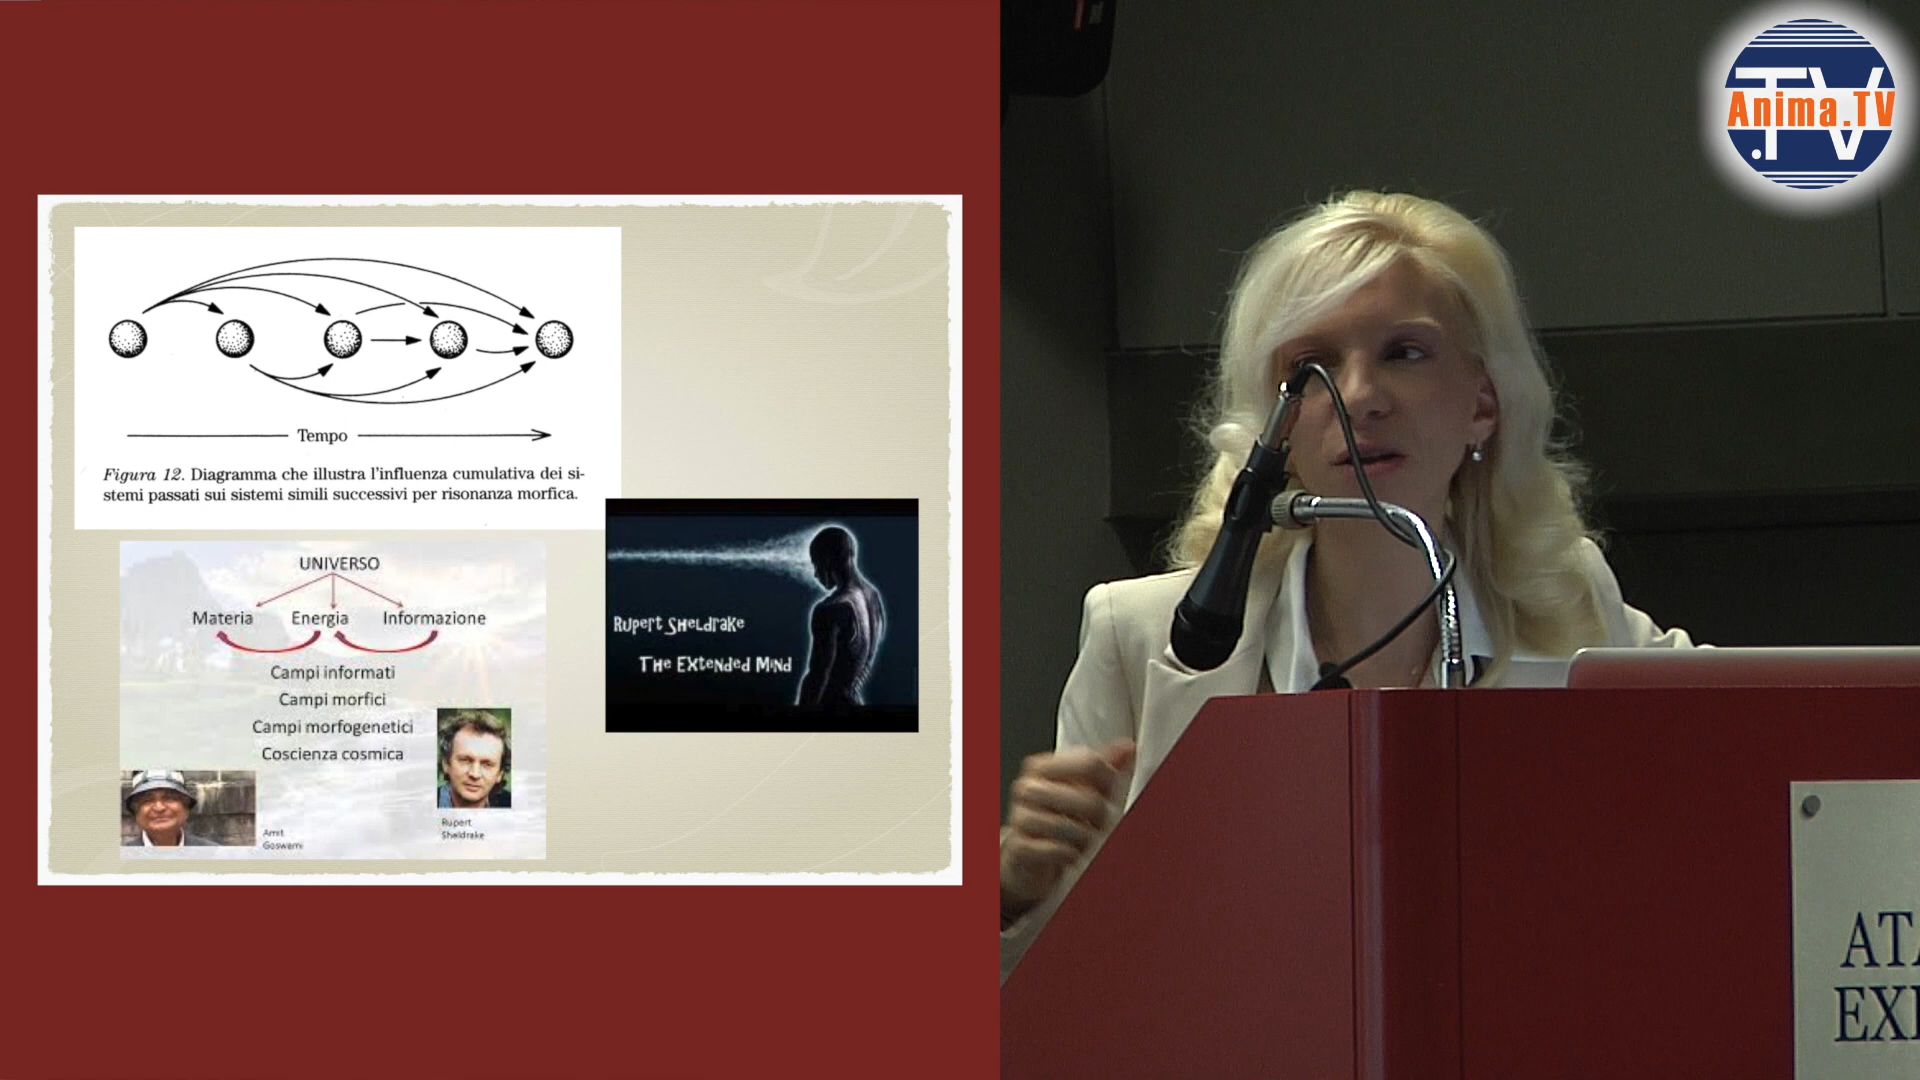 Tempo
Figura 12. Diagramma che illustra l'influenza cumulativa dei si-
stemi passati sui sistemi simili successivi per risonanza morfica.
UNIVERSO
Materia Energia Informazione
Campi informati
Campi morfici
Campi morfogenetici
Coscienza cosmica
Amit
Goswami
Rupert
Sheldrake
Rupert Sheldrake
The Extended Mind
.TV
Anima.TV
AT
EX